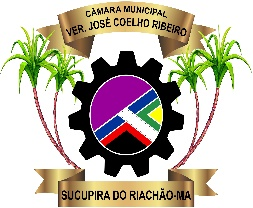 CÂMARA MUNICIPAL
VER. JOSÉ COELHO RIBEIRO
SUCUPIRA DO RIACHÃO-MA